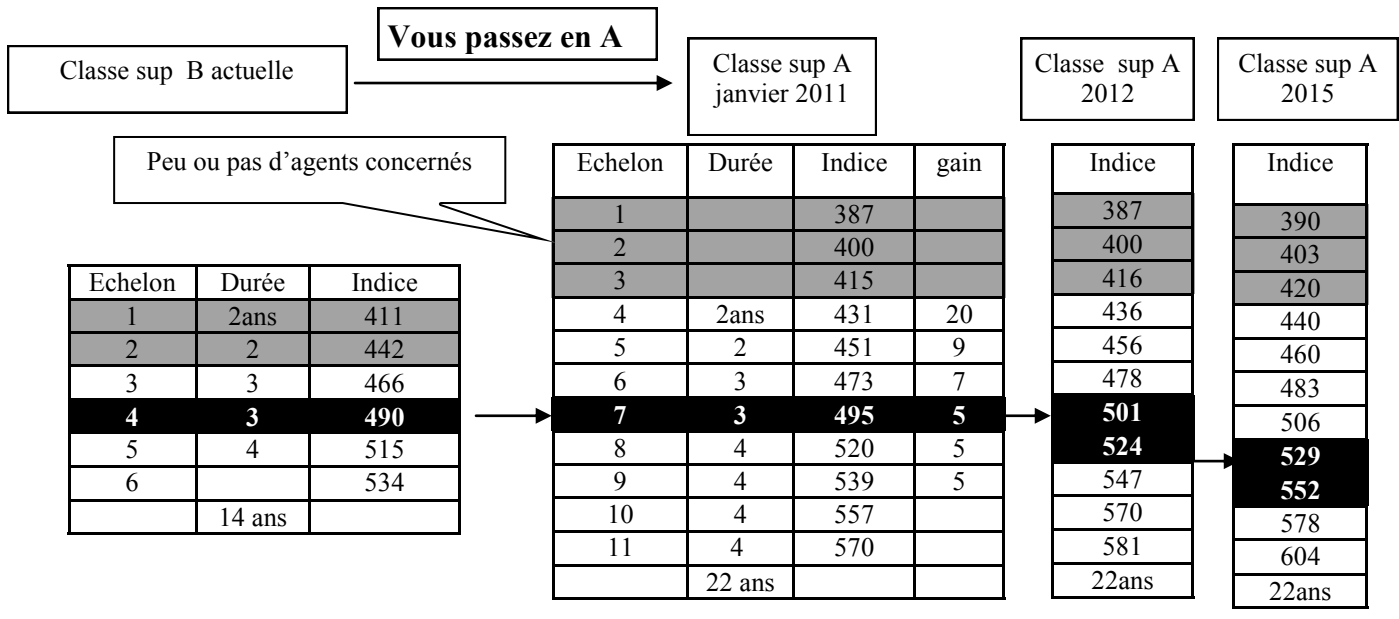 Vous passez en A
Classe sup B actuelle
Classe sup A
janvier 2011
Classe sup A
2012
Classe sup A
2015
Peu ou pas d'agents concernés
Echelon Durée Indice
1 2ans 411
2 2 442
3 3 466
4 3 490
5 4 515
6 534
14 ans
Echelon Durée Indice gain
1 387
2 400
3 415
4 2ans 431 20
5 2 451 9
6 3 473 7
7 3 495 5
8 4 520 5
9 4 539 5
10 4 557
11 4 570
22 ans
Indice
387
400
416
436
456
478
501
524
547
570
581
22ans
Indice
390
403
420
440
460
483
506
529
552
578
604
22ans